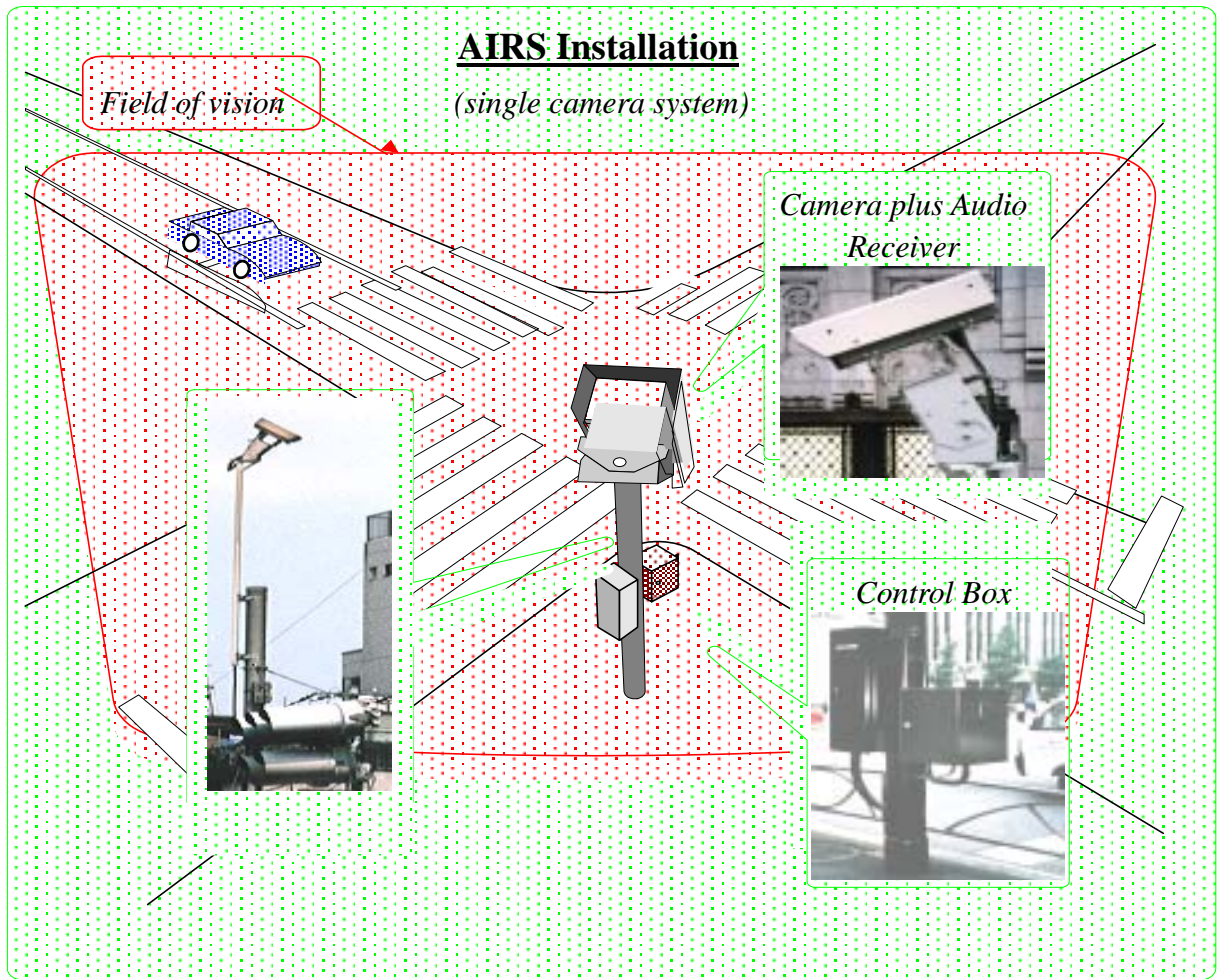 AIRS Installation
(single camera system)
Field of vision
Camera plus Audio
Receiver
Control Box